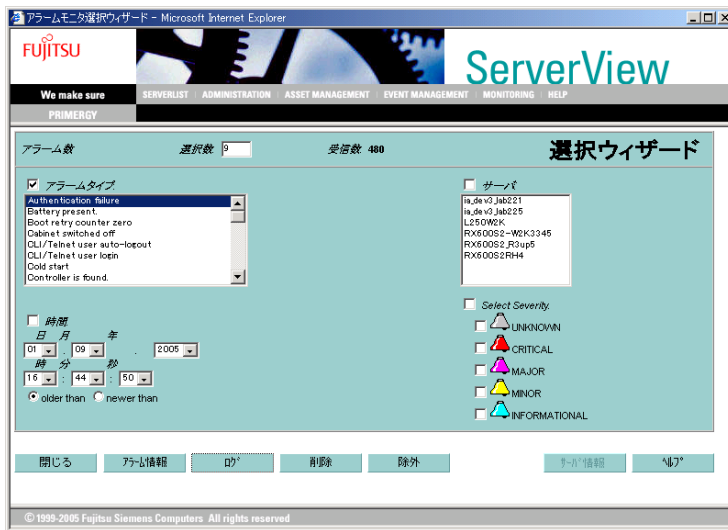 アラームモニタ選択ウィザード - Microsoft Internet Explorer
FUJITSU
ServerView
We make sure
SERVERLIST | ADMINISTRATION | ASSET MANAGEMENT | EVENT MANAGEMENT | MONITORING | HELP
PRIMERGY
アラーム数 選択数 9 受信数 480 選択ウィザード
アラームタイプ
Authentication failure
Battery present.
Boot retry counter zero
Cabinet switched off
CLI/Telnet user auto-logout
CLI/Telnet user login
Cold start
Controller is found.
サーバ
ia_dev3_lab221
ia_dev3_lab225
L250W2K
RX600S2-W2K3345
RX600S2_R3up5
RX600S2RH4
時間
日 月 年
01 . 09 . 2005
時 分 秒
16 : 44 : 50
older than newer than
Select Severity.
UNKNOWN
CRITICAL
MAJOR
MINOR
INFORMATIONAL
閉じる アラーム情報 ログ 削除 除外 サーバ情報 ヘルプ
© 1999-2005 Fujitsu Siemens Computers All rights reserved